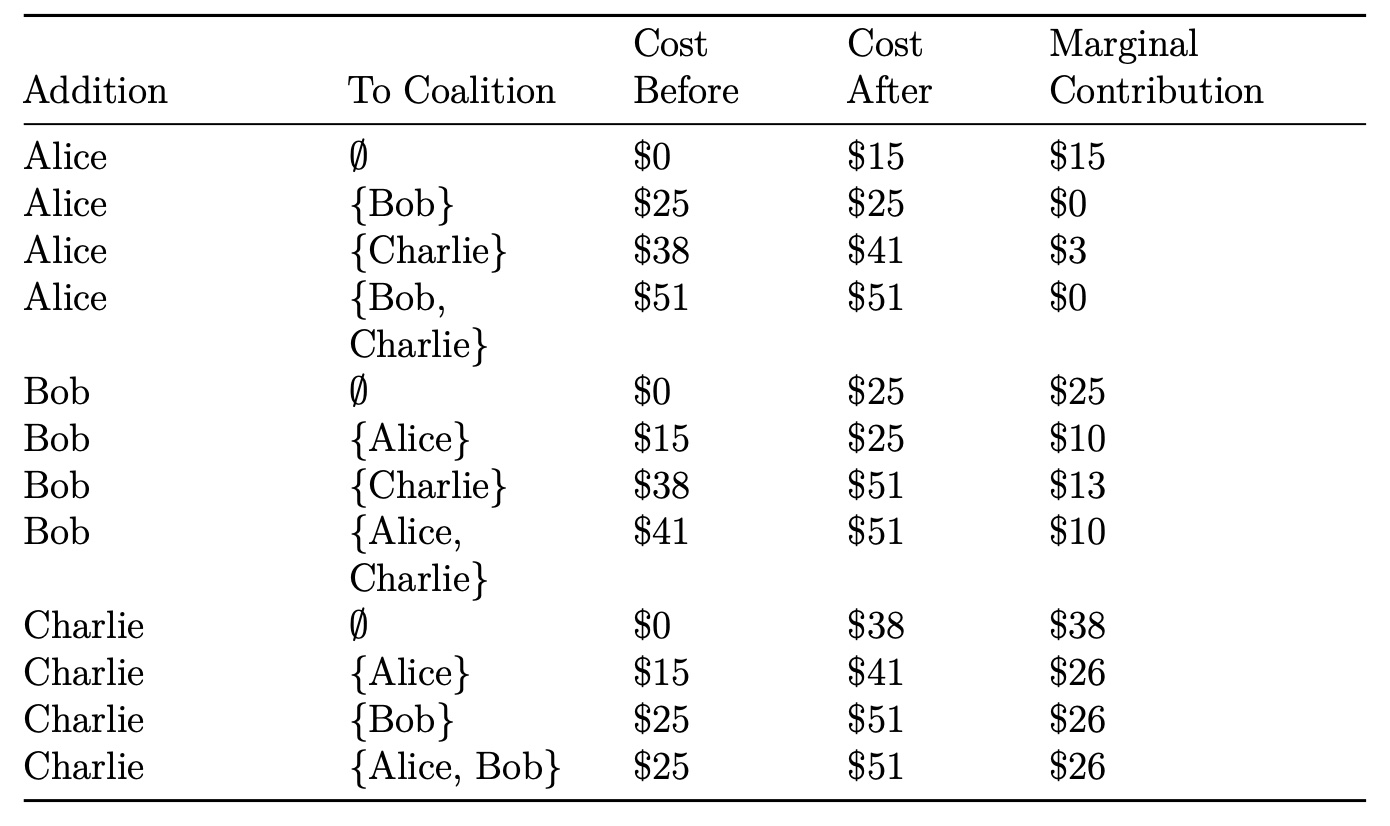 Cost Cost Marginal
Addition To Coalition Before After Contribution
Alice ∅ $0 $15 $15
Alice {Bob} $25 $25 $0
Alice {Charlie} $38 $41 $3
Alice {Bob, $51 $51 $0
Charlie}
Bob ∅ $0 $25 $25
Bob {Alice} $15 $25 $10
Bob {Charlie} $38 $51 $13
Bob {Alice, $41 $51 $10
Charlie}
Charlie ∅ $0 $38 $38
Charlie {Alice} $15 $41 $26
Charlie {Bob} $25 $51 $26
Charlie {Alice, Bob} $25 $51 $26